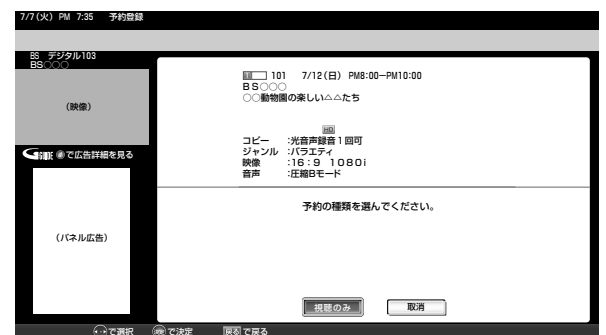 7/7(火) PM 7:35 予約登録
BS デジタル103
BS○○○
(映像)
で広告詳細を見る
(パネル広告)
101 7/12(日) PM8:00-PM10:00
BS○○○
○○動物園の楽しい△△たち
HD
コピー :光音声録音1回可
ジャンル :バラエティ
映像 :16:9 1080i
音声 :圧縮Bモード
予約の種類を選んでください。
視聴のみ 取消
で選択 で決定 戻るで戻る